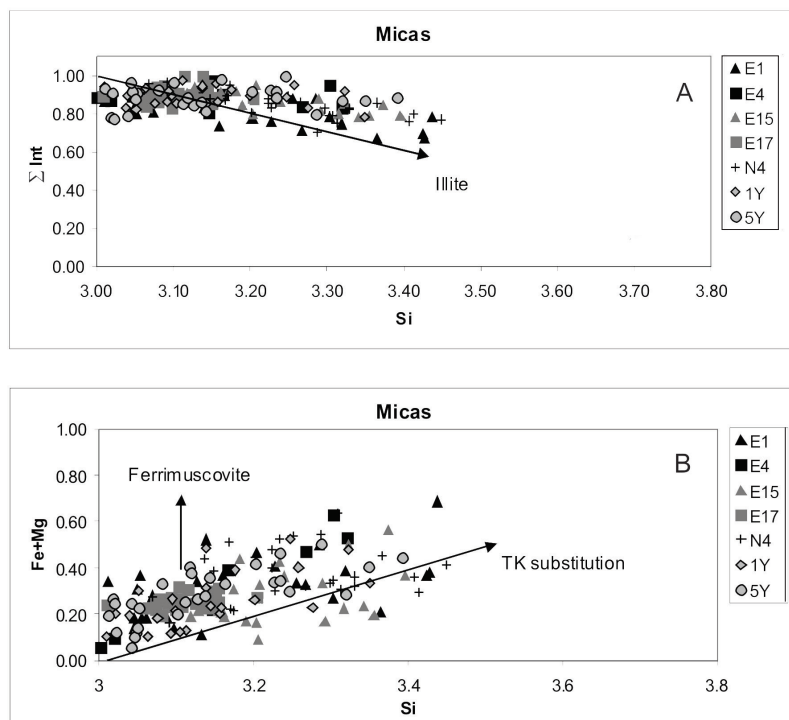 Micas
1.00
0.80
0.60
0.40
0.20
0.00
Σ Int
A
Illite
3.00 3.10 3.20 3.30 3.40 3.50 3.60 3.70 3.80
Si
E1
E4
E15
E17
N4
1Y
5Y
Micas
1.00
0.80
0.60
0.40
0.20
0.00
Fe+Mg
B
Ferrimuscovite
TK substitution
3 3.2 3.4 3.6 3.8
Si
E1
E4
E15
E17
N4
1Y
5Y